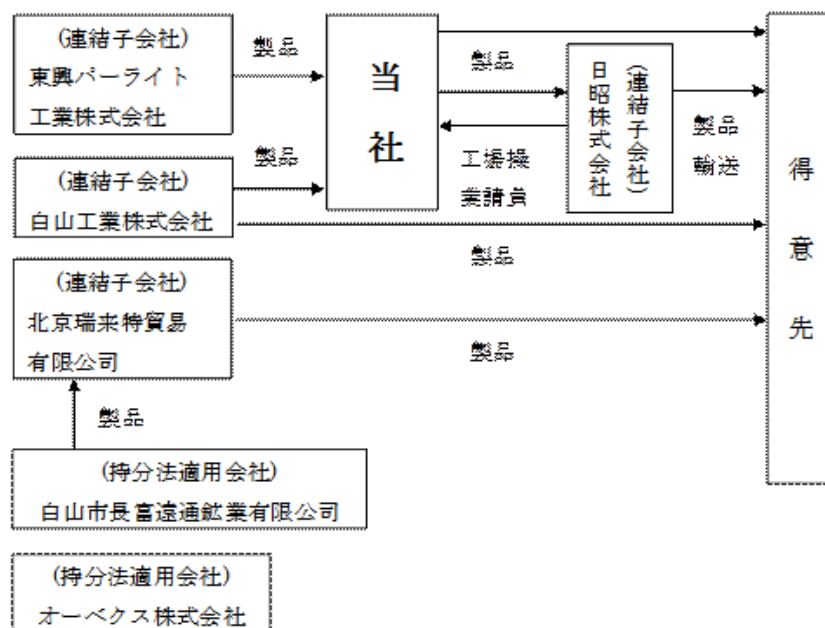 (連結子会社)
東興パーライト
工業株式会社
製品
当社
製品
(連結子会社)
日昭株式会社
製品
輸送
工場操
業請負
得意先
(連結子会社)
白山工業株式会社
製品
製品
(連結子会社)
北京瑞来特貿易
有限公司
製品
製品
(持分法適用会社)
白山市長富遠通鉱業有限公司
(持分法適用会社)
オーベクス株式会社